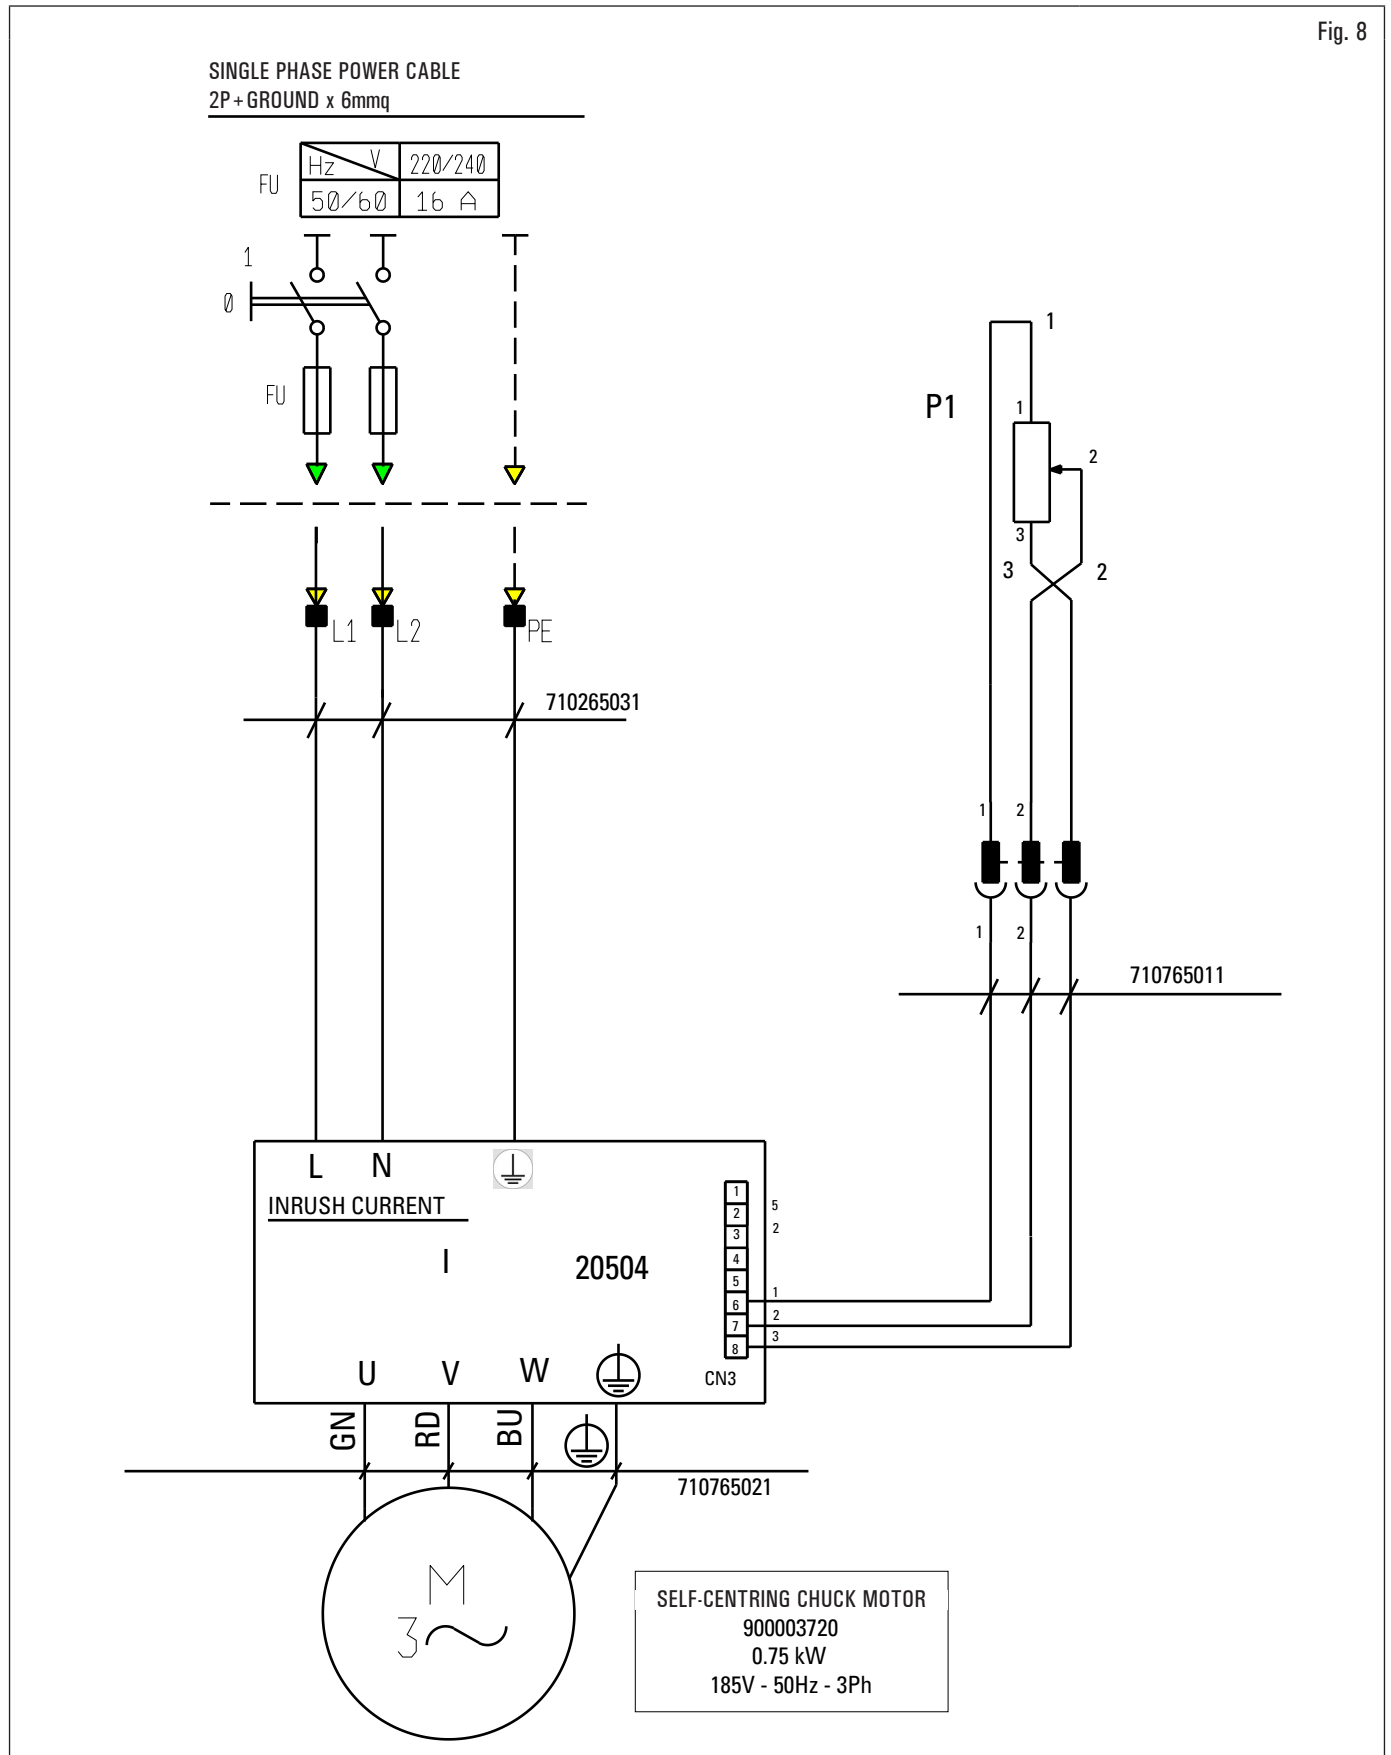 Fig. 8
SINGLE PHASE POWER CABLE
2P+GROUND x 6mmq
Hz V 220/240
FU
50/60 16 A
1
0
1
P1
1
FU
2
3
3 2
L1 L2 PE
710265031
1 2
1 2
710765011
L N
INRUSH CURRENT
1
2 5
3 2
I 20504
4
5
6 1
7 2
8 3
U V W
CN3
GN RD BU
710765021
M
3
SELF-CENTRING CHUCK MOTOR
900003720
0.75 kW
185V - 50Hz - 3Ph